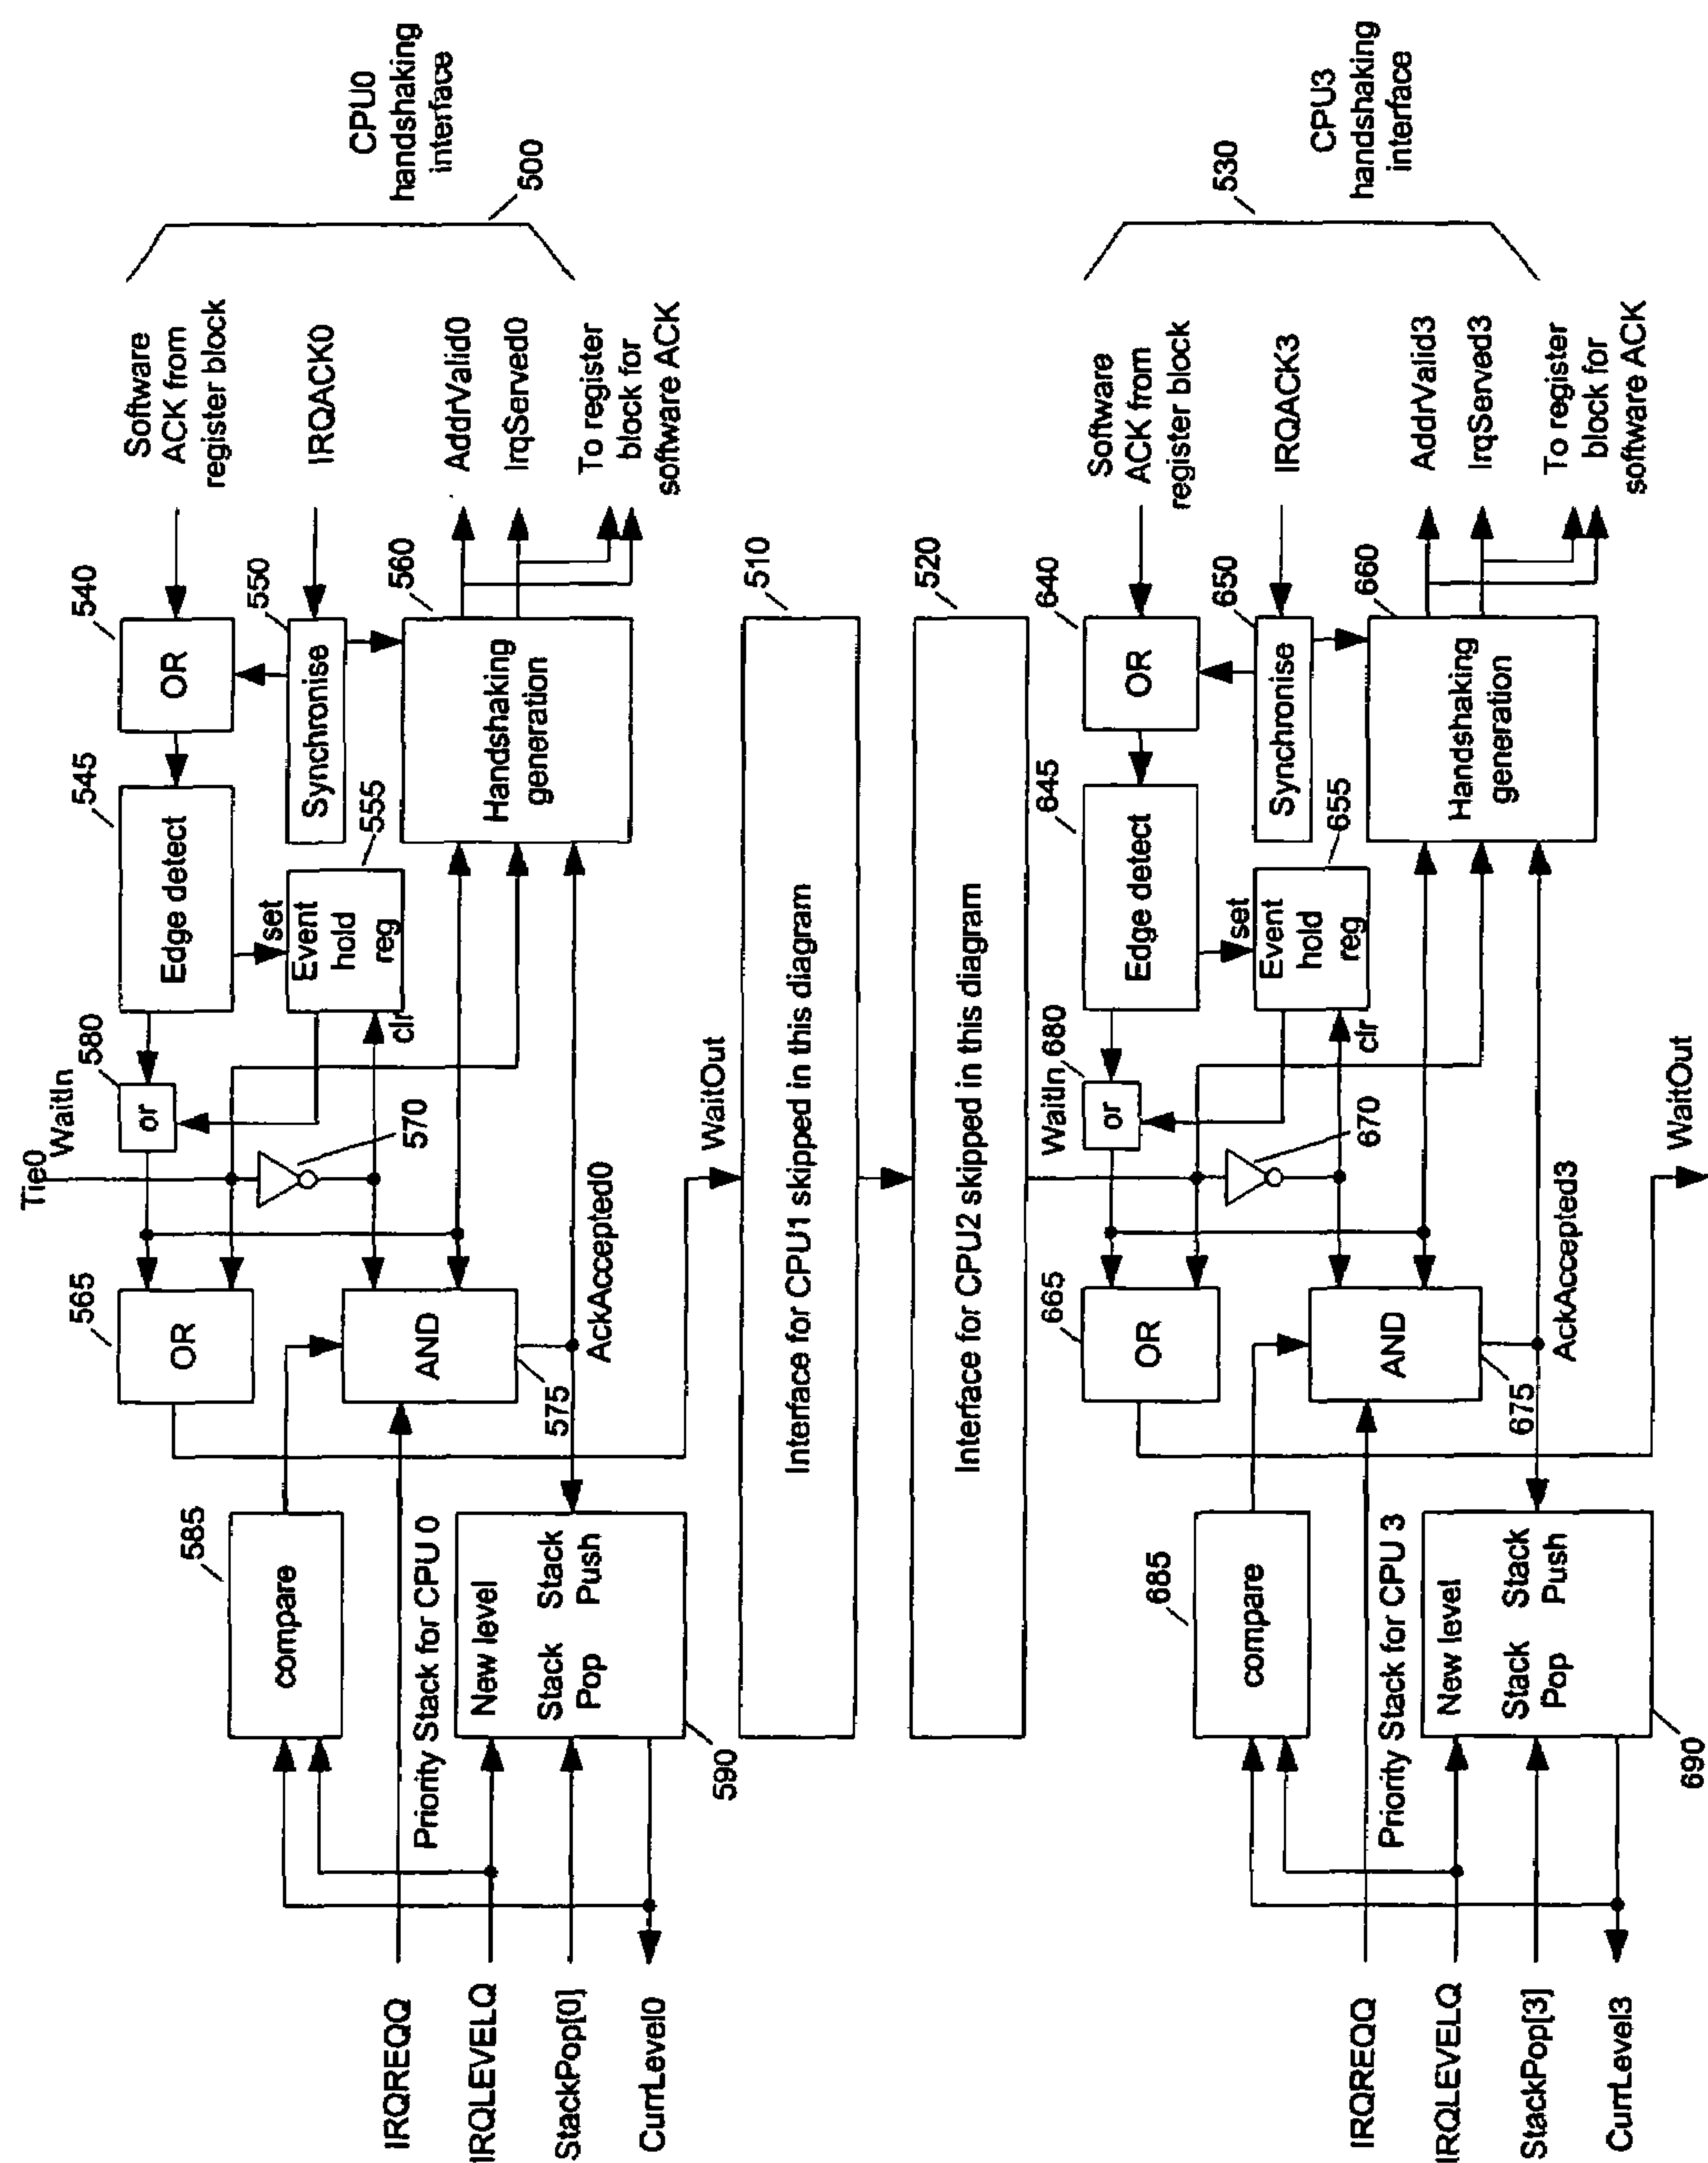 Tie0
WaitIn
580
545
540
Software
ACK from
register block
CPU0
handshaking
interface
500
OR
Edge detect
or
565
OR
set
Event
hold
reg
clr
555
550
Synchronise
IRQACK0
570
585
compare
AND
575
560
Handshaking
generation
AddrValid0
IrqServed0
To register
block for
software ACK
IRQREQQ
Priority Stack for CPU 0
IRQLEVELQ
New level
StackPop[0]
Stack
Pop
Stack
Push
AckAccepted0
CurrLevel0
590
WaitOut
510
Interface for CPU1 skipped in this diagram
520
Interface for CPU2 skipped in this diagram
WaitIn
680
645
640
Software
ACK from
register block
CPU3
handshaking
interface
530
OR
Edge detect
or
665
OR
set
Event
hold
reg
clr
655
650
Synchronise
IRQACK3
670
685
compare
AND
675
660
Handshaking
generation
AddrValid3
IrqServed3
To register
block for
software ACK
IRQREQQ
Priority Stack for CPU 3
IRQLEVELQ
New level
StackPop[3]
Stack
Pop
Stack
Push
AckAccepted3
CurrLevel3
690
WaitOut